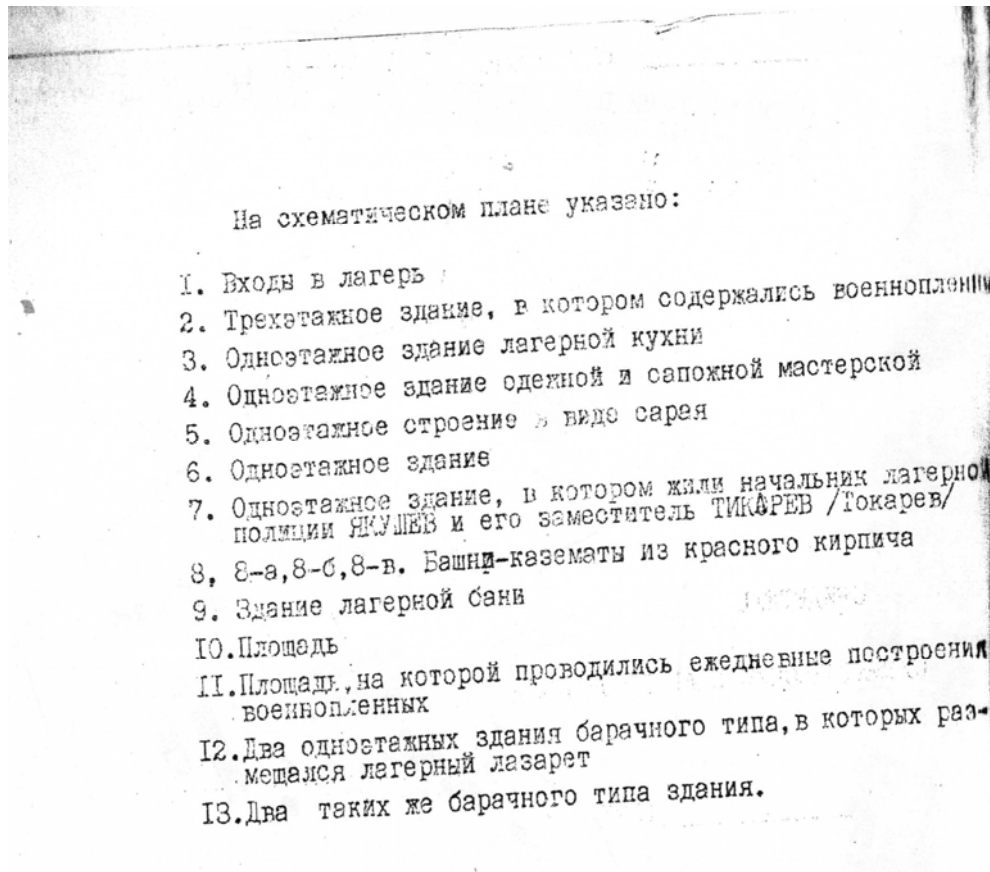 На схематическом плане указано:
I. Входы в лагерь
2. Трехэтажное здание, в котором содержались военнопленны
3. Одноэтажное здание лагерной кухни
4. Одноэтажное здание одежной и сапожной мастерской
5. Одноэтажное строение в виде сарая
6. Одноэтажное здание
7. Одноэтажное здание, в котором жили начальник лагерной
полиции ЯКУШЕВ и его заместитель ТИКАРЕВ /Токарев/
8, 8-а,8-б,8-в. Башни-казематы из красного кирпича
9. Здание лагерной бани
IO.Площадь
II.Площадь,на которой проводились ежедневные построения
военнопленных
I2.Два одноэтажных здания барачного типа,в которых раз-
мещался лагерный лазарет
I3.Два таких же барачного типа здания.